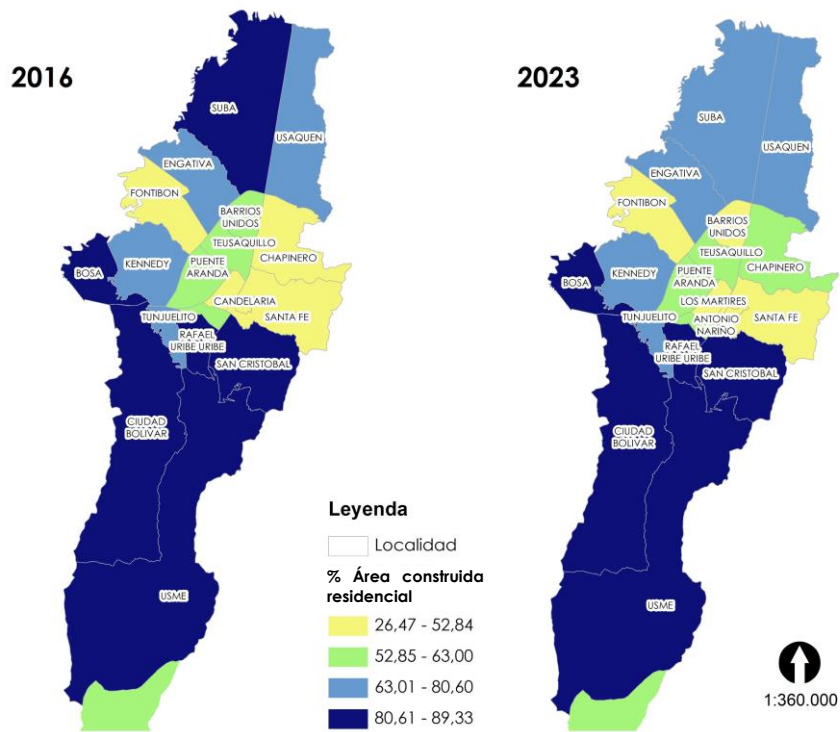 2016
SUBA
USAQUEN
ENGATIVA
FONTIBON
BARRIOS
UNIDOS
TEUSAQUILLO
CHAPINERO
BOSA
KENNEDY
PUENTE
ARANDA
CANDELARIA
SANTA FE
TUNJUELITO
RAFAEL
URIBE URIBE
SAN CRISTOBAL
CIUDAD
BOLIVAR
USME
2023
SUBA
USAQUEN
ENGATIVA
FONTIBON
BARRIOS
UNIDOS
TEUSAQUILLO
CHAPINERO
BOSA
KENNEDY
PUENTE
ARANDA
LOS MARTIRES
SANTA FE
TUNJUELITO
ANTONIO
NARIÑO
RAFAEL
URIBE URIBE
SAN CRISTOBAL
CIUDAD
BOLIVAR
USME
Leyenda
Localidad
% Área construida
residencial
26,47 - 52,84
52,85 - 63,00
63,01 - 80,60
80,61 - 89,33
1:360.000